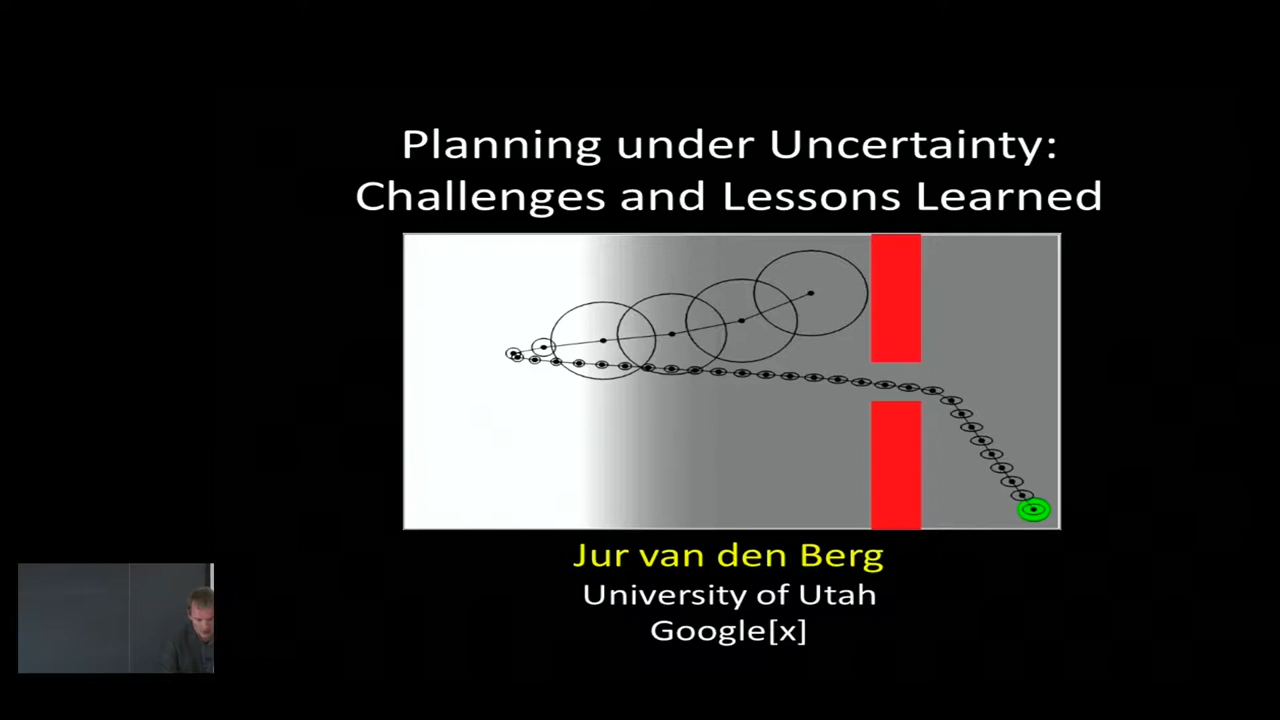 Planning under Uncertainty:
Challenges and Lessons Learned
Jur van den Berg
University of Utah
Google[x]